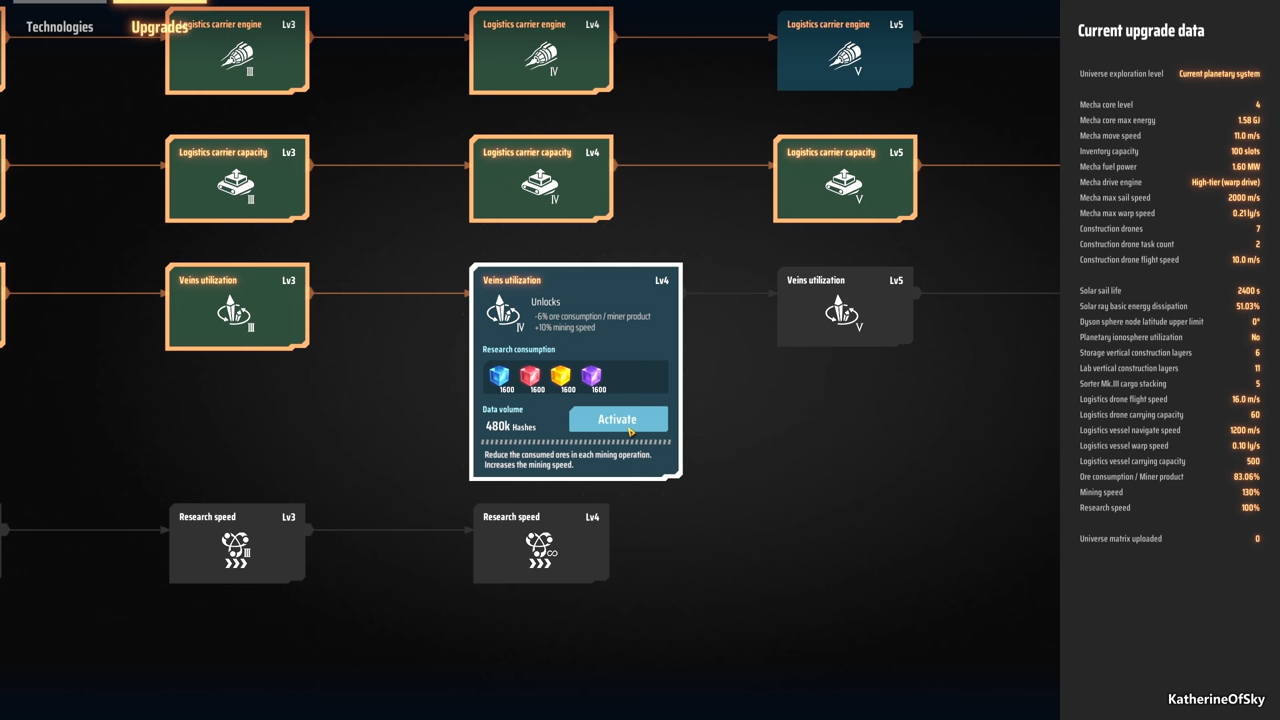 Technologies
Upgrades
Logistics carrier engine Lv3
III
Logistics carrier engine Lv4
IV
Logistics carrier engine Lv5
V
Logistics carrier capacity Lv3
III
Logistics carrier capacity Lv4
IV
Logistics carrier capacity Lv5
V
Veins utilization Lv3
III
Veins utilization Lv4
IV
Unlocks
-6% ore consumption / miner product
+10% mining speed
Research consumption
1600 1600 1600 1600
Data volume
480k Hashes
Activate
Reduce the consumed ores in each mining operation.
Increases the mining speed.
Veins utilization Lv5
V
Research speed Lv3
III
Research speed Lv4
∞
Current upgrade data
Universe exploration level Current planetary system
Mecha core level 4
Mecha core max energy 1.58 GJ
Mecha move speed 11.0 m/s
Inventory capacity 100 slots
Mecha fuel power 1.60 MW
Mecha drive engine High-tier (warp drive)
Mecha max sail speed 2000 m/s
Mecha max warp speed 0.21 ly/s
Construction drones 7
Construction drone task count 2
Construction drone flight speed 10.0 m/s
Solar sail life 2400 s
Solar ray basic energy dissipation 51.03%
Dyson sphere node latitude upper limit 0°
Planetary ionosphere utilization No
Storage vertical construction layers 6
Lab vertical construction layers 11
Sorter Mk.III cargo stacking 5
Logistics drone flight speed 16.0 m/s
Logistics drone carrying capacity 60
Logistics vessel navigate speed 1200 m/s
Logistics vessel warp speed 0.10 ly/s
Logistics vessel carrying capacity 500
Ore consumption / Miner product 83.06%
Mining speed 130%
Research speed 100%
Universe matrix uploaded 0
KatherineOfSky